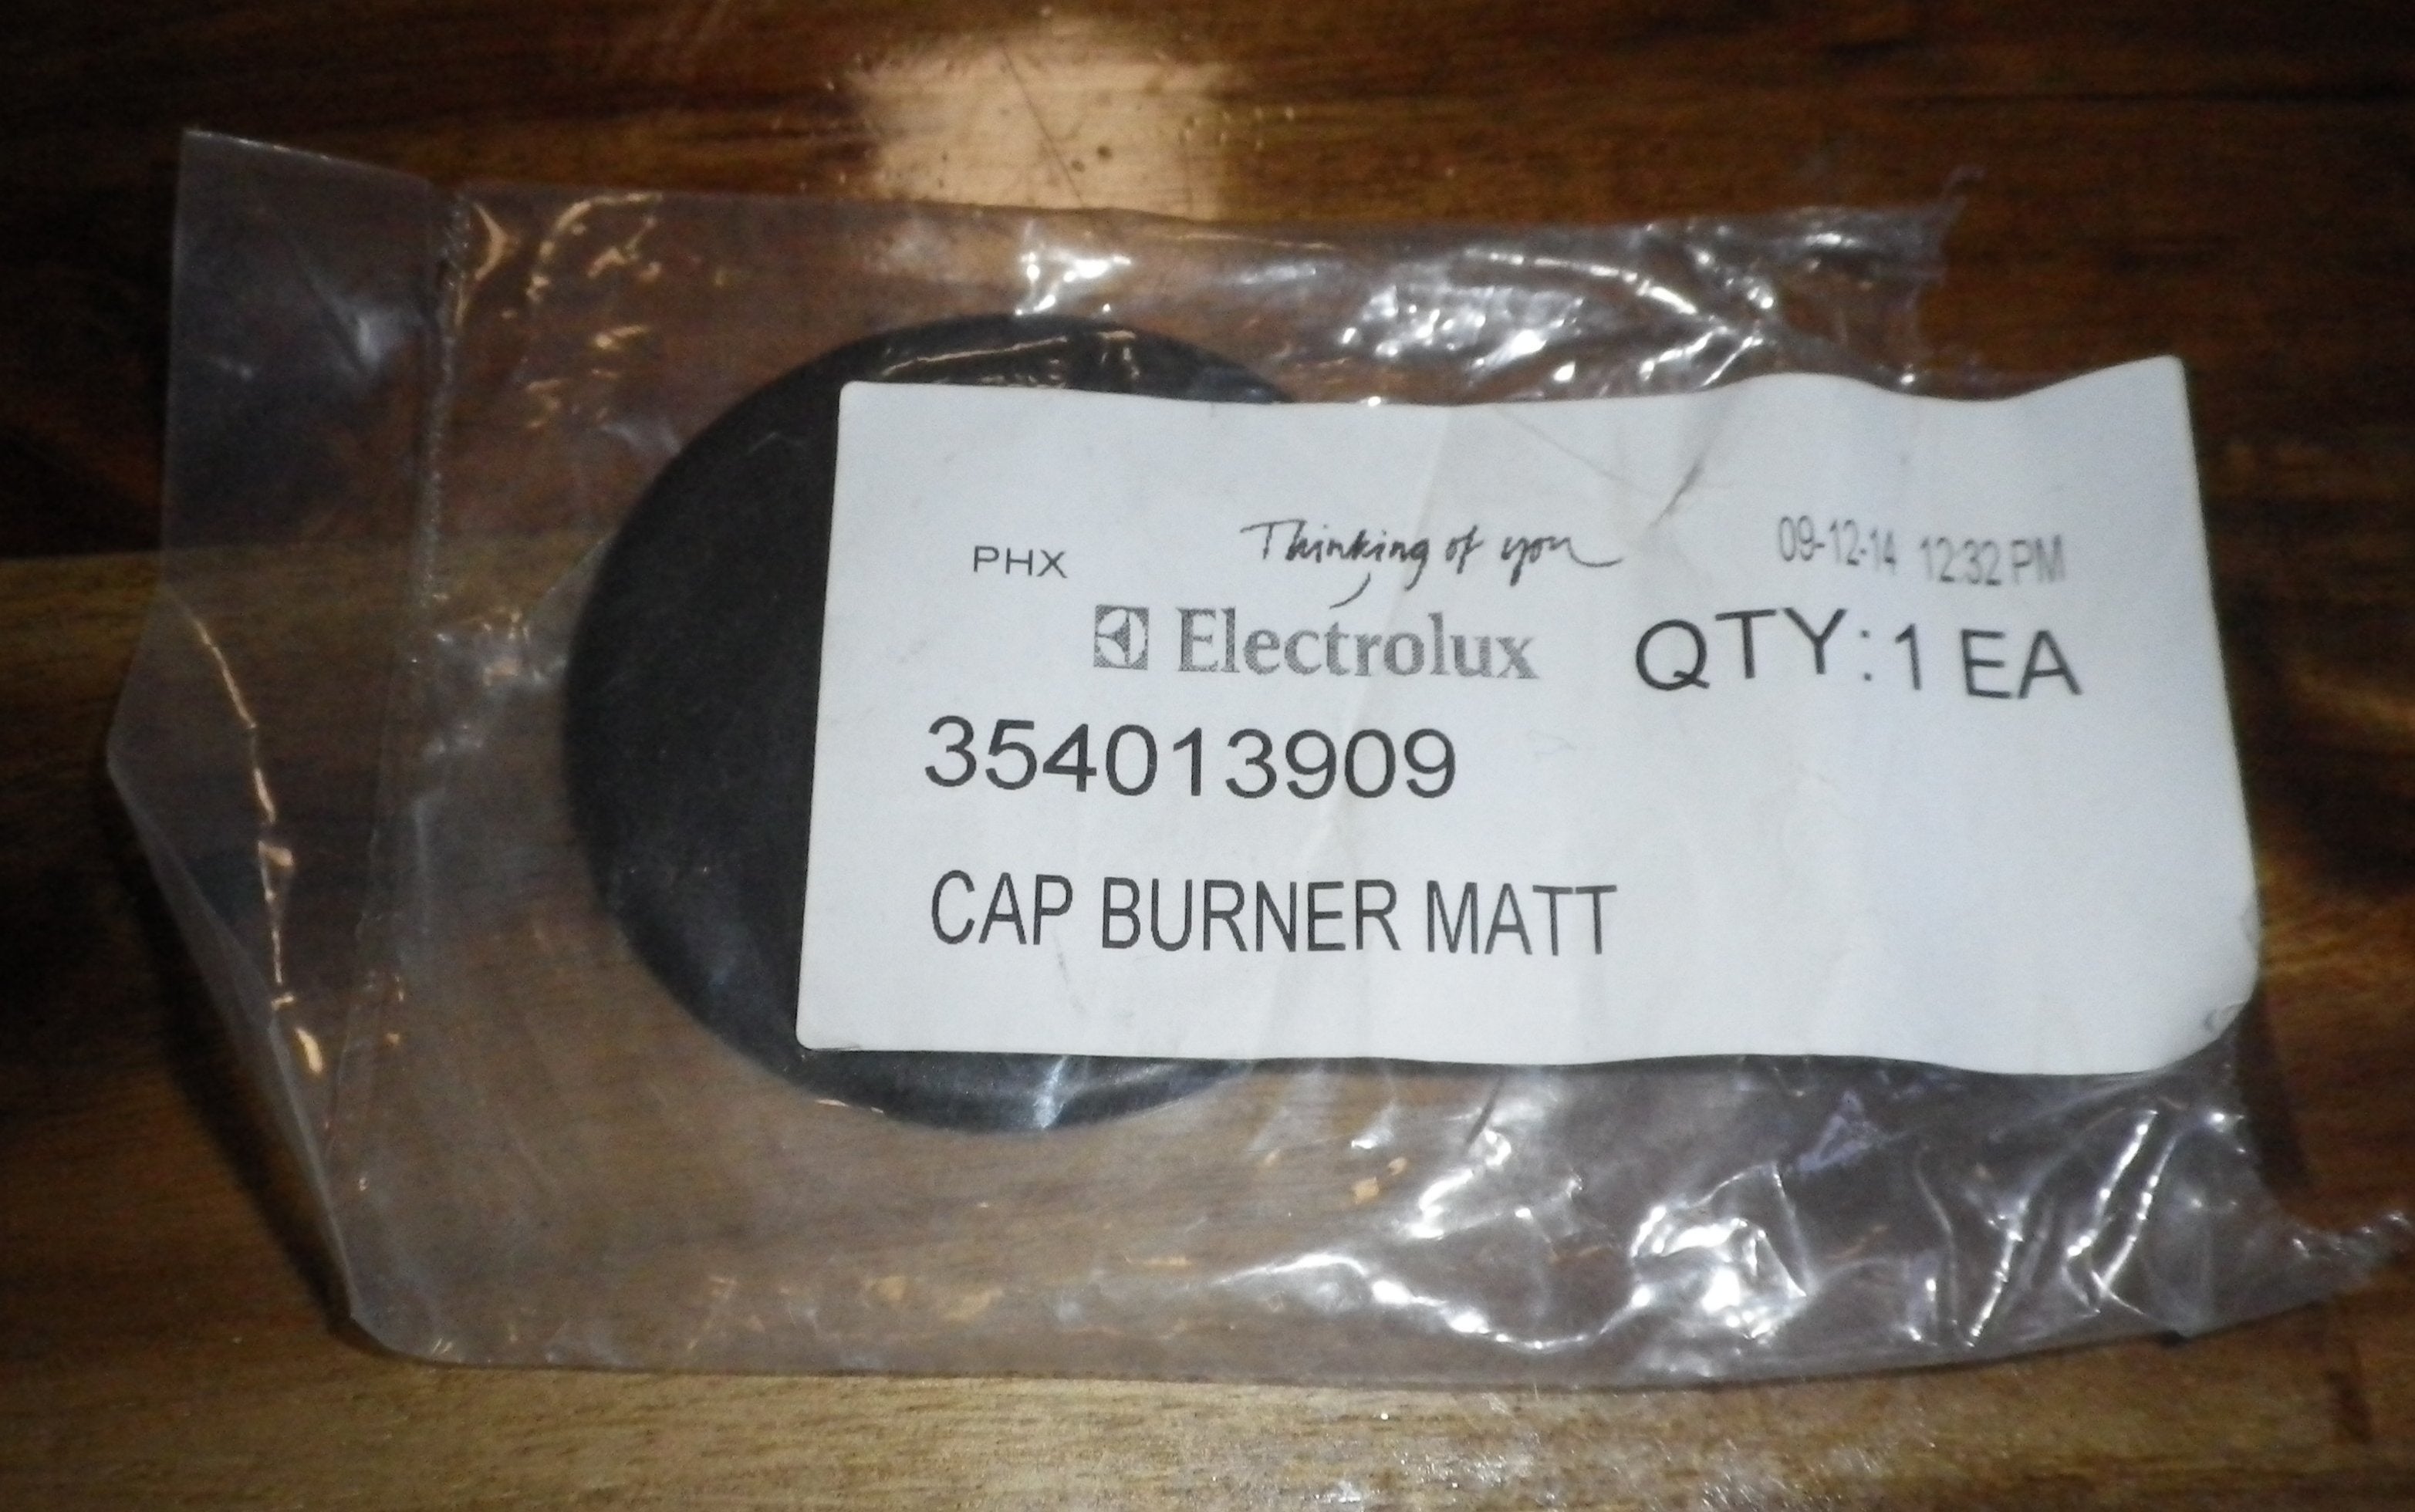 PHX
Thinking of you
09-12-14 12:32 PM
Electrolux
QTY:1 EA
354013909
CAP BURNER MATT